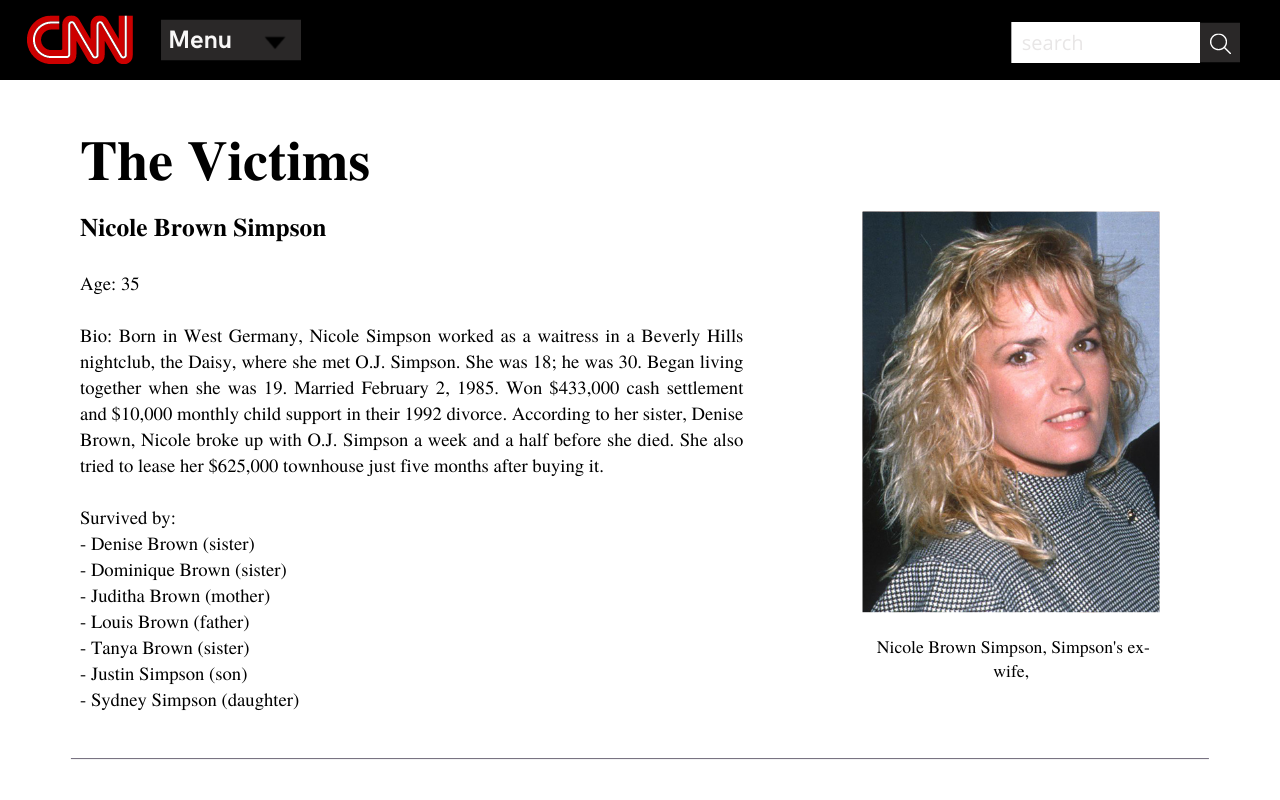 CNN
Menu
search
The Victims
Nicole Brown Simpson
Age: 35
Bio: Born in West Germany, Nicole Simpson worked as a waitress in a Beverly Hills
nightclub, the Daisy, where she met O.J. Simpson. She was 18; he was 30. Began living
together when she was 19. Married February 2, 1985. Won $433,000 cash settlement
and $10,000 monthly child support in their 1992 divorce. According to her sister, Denise
Brown, Nicole broke up with O.J. Simpson a week and a half before she died. She also
tried to lease her $625,000 townhouse just five months after buying it.
Survived by:
- Denise Brown (sister)
- Dominique Brown (sister)
- Juditha Brown (mother)
- Louis Brown (father)
- Tanya Brown (sister)
- Justin Simpson (son)
- Sydney Simpson (daughter)
Nicole Brown Simpson, Simpson's ex-
wife,